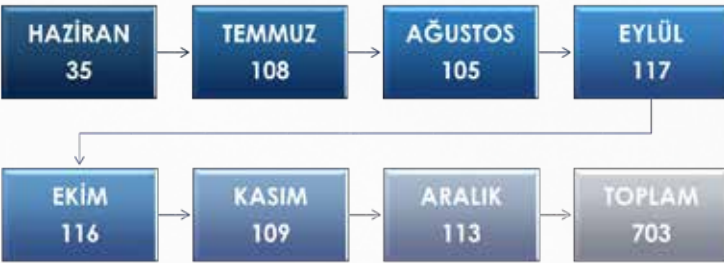 HAZİRAN
35
TEMMUZ
108
AĞUSTOS
105
EYLÜL
117
EKİM
116
KASIM
109
ARALIK
113
TOPLAM
703